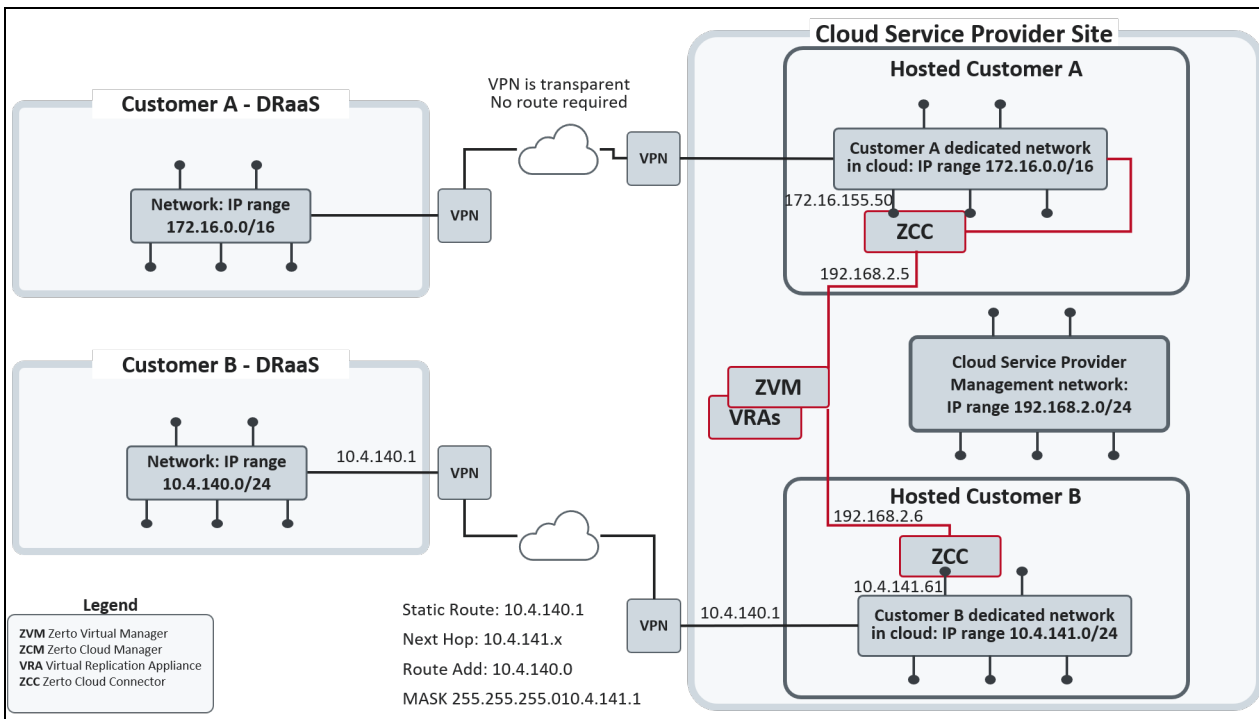 Cloud Service Provider Site
Hosted Customer A
Customer A - DRaaS
VPN is transparent
No route required
VPN
Customer A dedicated network
in cloud: IP range 172.16.0.0/16
Network: IP range
172.16.0.0/16
VPN
172.16.155.50
ZCC
192.168.2.5
Customer B - DRaaS
Cloud Service Provider
Management network:
IP range 192.168.2.0/24
ZVM
VRAs
Network: IP range
10.4.140.0/24
10.4.140.1
VPN
Hosted Customer B
192.168.2.6
ZCC
10.4.141.61
Customer B dedicated network
in cloud: IP range 10.4.141.0/24
10.4.140.1
VPN
Static Route: 10.4.140.1
Next Hop: 10.4.141.x
Route Add: 10.4.140.0
MASK 255.255.255.010.4.141.1
Legend
ZVM Zerto Virtual Manager
ZCM Zerto Cloud Manager
VRA Virtual Replication Appliance
ZCC Zerto Cloud Connector